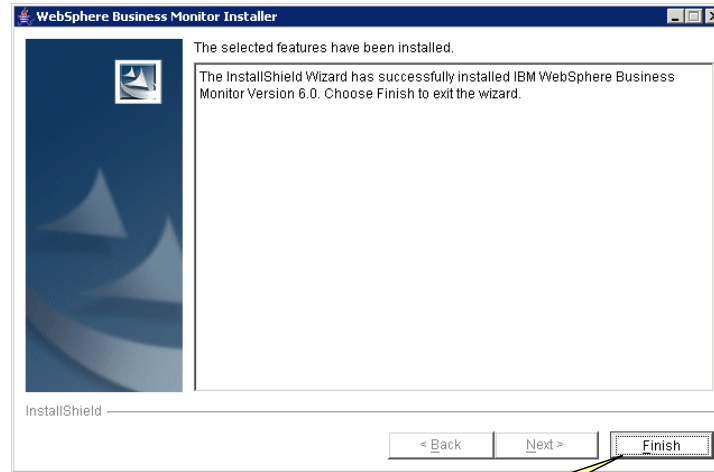 WebSphere Business Monitor Installer
The selected features have been installed.
The InstallShield Wizard has successfully installed IBM WebSphere Business
Monitor Version 6.0. Choose Finish to exit the wizard.
InstallShield
< Back Next > Finish